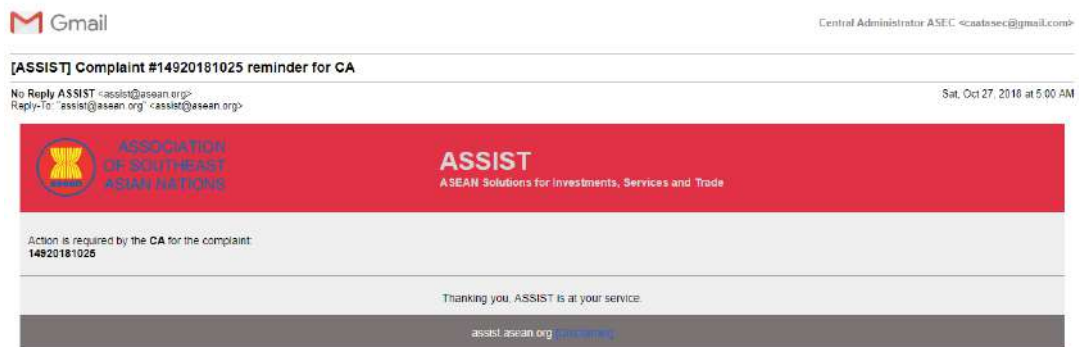 Gmail
Central Administrator ASEC <caatasec@gmail.com>
[ASSIST] Complaint #14920181025 reminder for CA
No Reply ASSIST <assist@asean.org>
Sat, Oct 27, 2018 at 5:00 AM
Reply-To: "assist@asean.org" <assist@asean.org>
ASSOCIATION
OF SOUTHEAST
ASIAN NATIONS
ASSIST
ASEAN Solutions for Investments, Services and Trade
Action is required by the CA for the complaint:
14920181025
Thanking you, ASSIST is at your service.
assist.asean.org